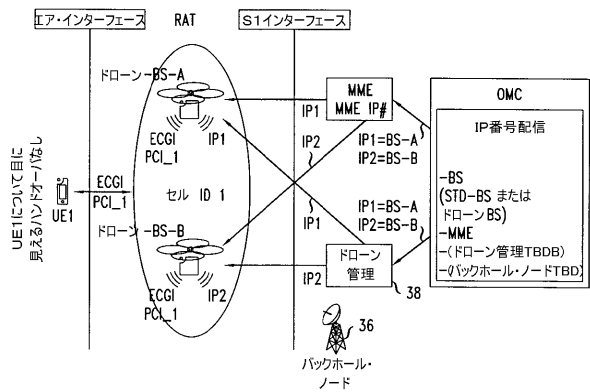 エア・インターフェース
RAT
S1インターフェース
ドローン-BS-A
ECGI
PCI_1
IP1
セル ID 1
ドローン-BS-B
ECGI
PCI_1
IP2
UE1について目に
見えるハンドオーバなし
UE1
ECGI
PCI_1
MME
MME IP#
IP1
IP2
IP1
IP2
IP1=BS-A
IP2=BS-B
IP1=BS-A
IP2=BS-B
ドローン
管理
38
36
バックホール・
ノード
OMC
IP番号配信
-BS
(STD-BS または
ドローンBS)
-MME
-(ドローン管理TBDB)
-(バックホール・ノードTBD)